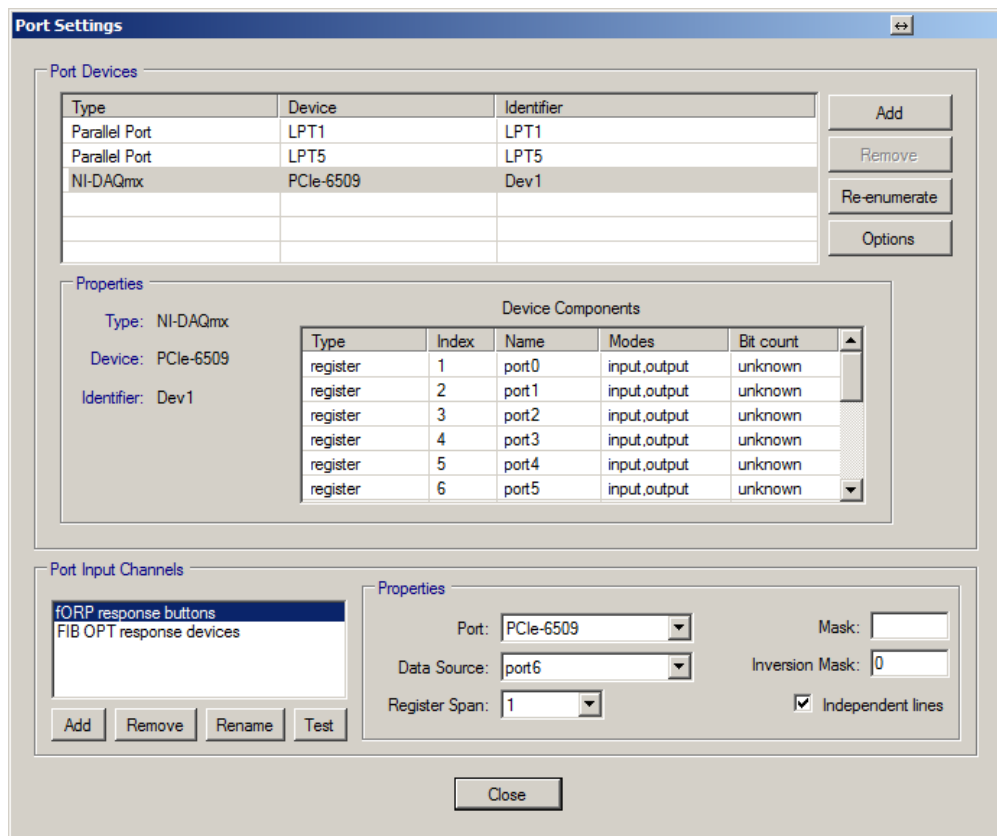 Port Settings
Port Devices
Type Device Identifier
Parallel Port LPT1 LPT1
Parallel Port LPT5 LPT5
NI-DAQmx PCIe-6509 Dev1
Add
Remove
Re-enumerate
Options
Properties
Type: NI-DAQmx
Device: PCIe-6509
Identifier: Dev1
Device Components
Type Index Name Modes Bit count
register 1 port0 input,output unknown
register 2 port1 input,output unknown
register 3 port2 input,output unknown
register 4 port3 input,output unknown
register 5 port4 input,output unknown
register 6 port5 input,output unknown
Port Input Channels
fORP response buttons
FIB OPT response devices
Add Remove Rename Test
Properties
Port: PCIe-6509
Data Source: port6
Register Span: 1
Mask:
Inversion Mask: 0
Independent lines
Close